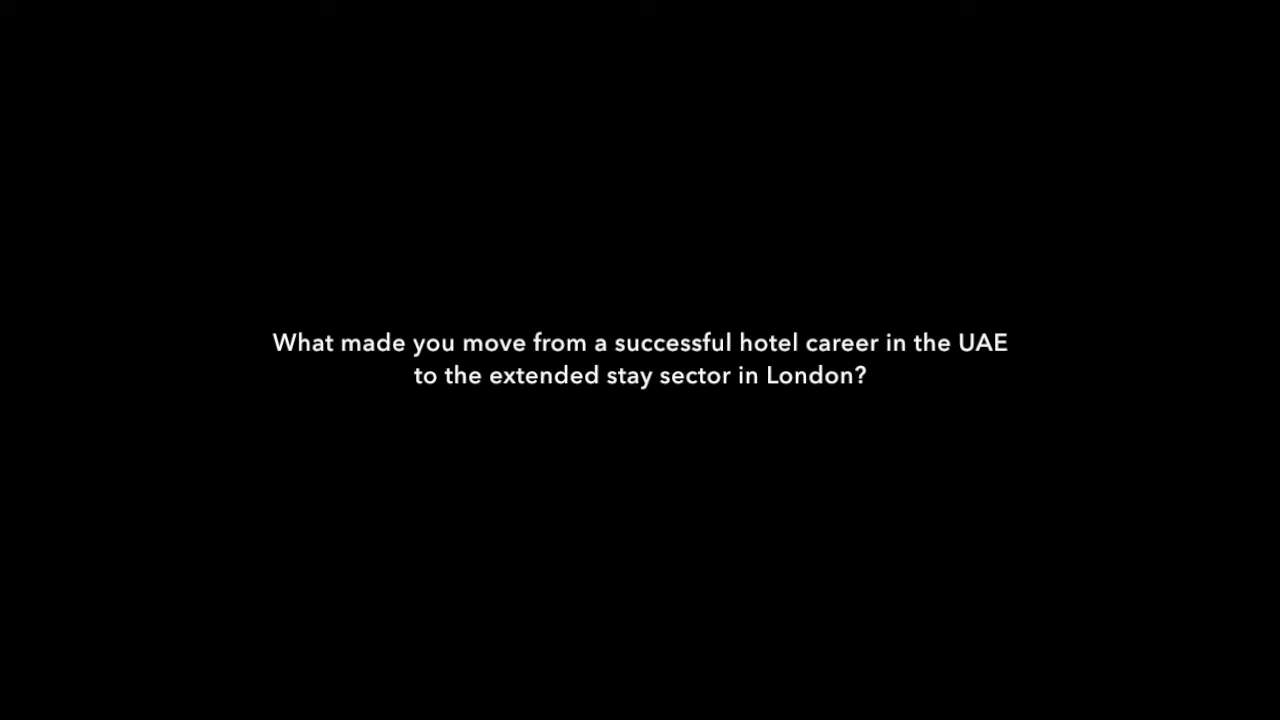 What made you move from a successful hotel career in the UAE
to the extended stay sector in London?